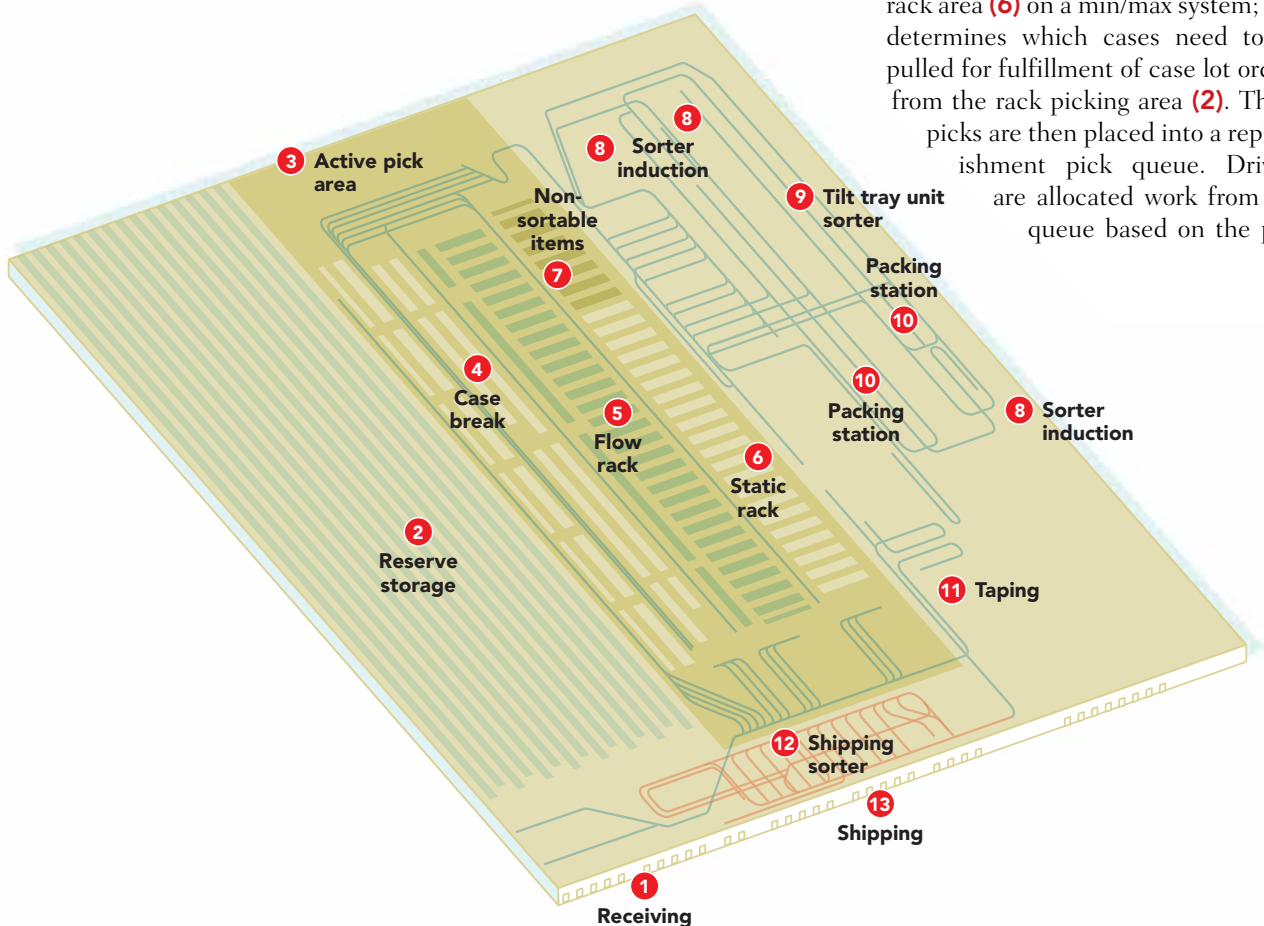 rack area (6) on a min/max system;
determines which cases need to
pulled for fulfillment of case lot
from the rack picking area (2).
picks are then placed into a
ishment pick queue.
are allocated work from
queue based on the
3 Active pick
area
8
8
Sorter
induction
Non-
sortable
items
7
9 Tilt tray unit
sorter
Packing
station
10
4
Case
break
5
Flow
rack
10
Packing
station
8 Sorter
induction
6
Static
rack
2
Reserve
storage
11 Taping
12 Shipping
sorter
13
Shipping
1
Receiving